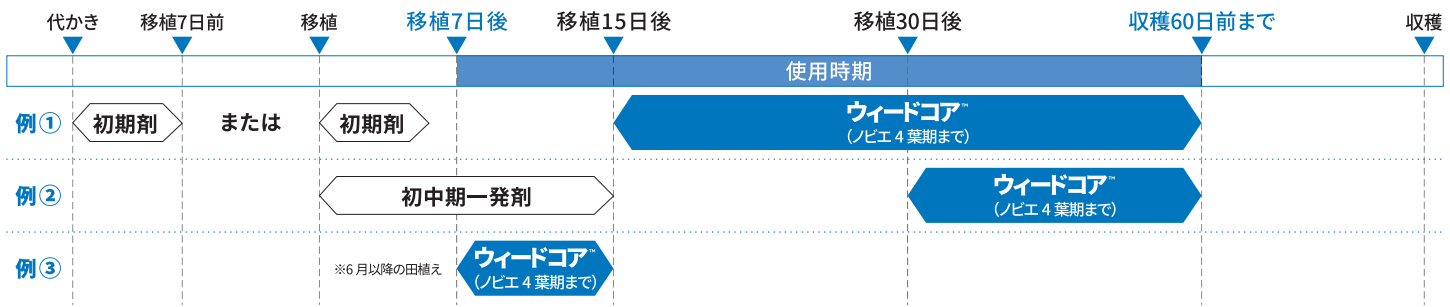 代かき 移植7日前 移植 移植7日後 移植15日後 移植30日後 収穫60日前まで 収穫
使用時期
例① 初期剤 または 初期剤 ウィードコア™
(ノビエ4葉期まで)
例② 初中期一発剤 ウィードコア™
(ノビエ4葉期まで)
例③ ※6月以降の田植え ウィードコア™
(ノビエ4葉期まで)